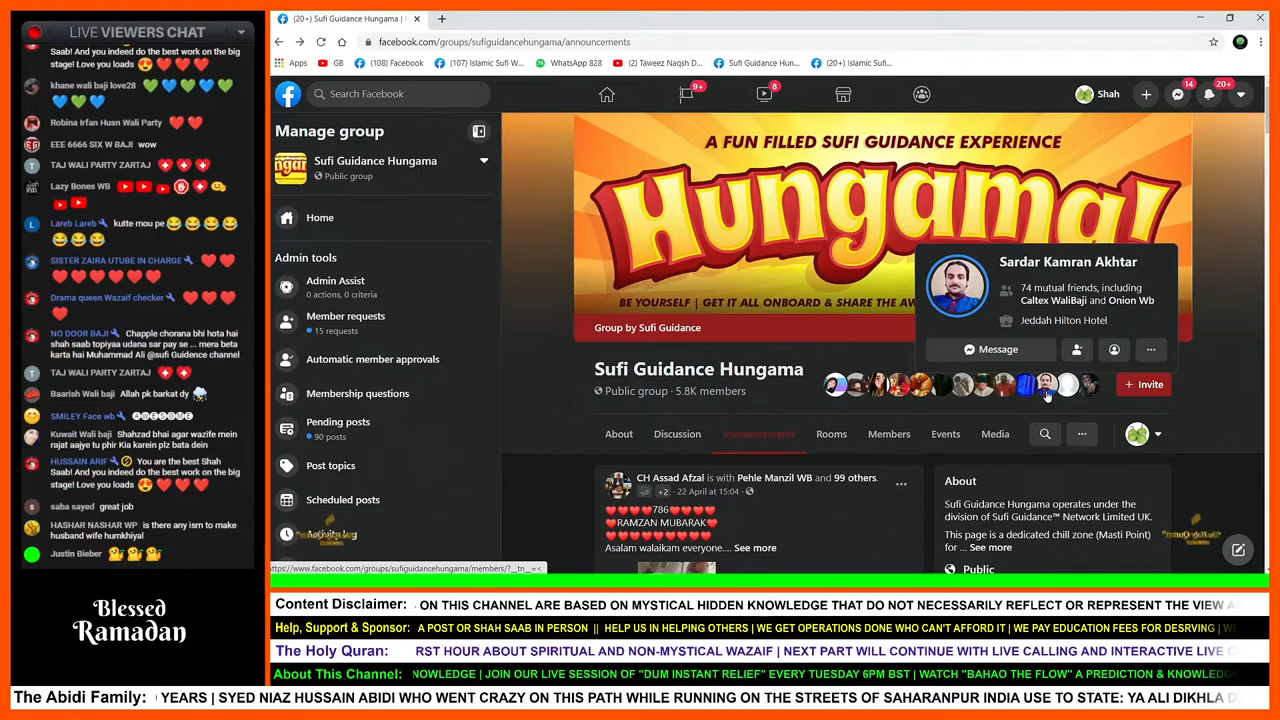 LIVE VIEWERS CHAT
Saab! And you indeed do the best work on the big
stage! Love you loads
khane wali baji love28
Robina Irfan Husn Wali Party
EEE 6666 SIX W BAJI wow
TAJ WALI PARTY ZARTAJ
Lazy Bones WB
Lareb Lareb kutte mou pe
SISTER ZAIRA UTUBE IN CHARGE
Drama queen Wazaif checker
NO DOOR BAJI Chapple chorana bhi hota hai
shah saab topiyaa udana sar pay se ... mera beta
karta hai Muhammad Ali @sufi Guidence channel
TAJ WALI PARTY ZARTAJ
Baarish Wali baji Allah pk barkat dy
SMILEY Face wb AWESOME
Kuwait Wali baji Shahzad bhai agar wazife mein
rajat aajye tu phir Kia karein plz bata dein
HUSSAIN ARIF You are the best Shah
Saab! And you indeed do the best work on the big
stage! Love you loads
saba sayed great job
HASHAR NASHAR WP is there any ism to make
husband wife humkhiyal
Justin Bieber
Blessed
Ramadan
(20+) Sufi Guidance Hungama |
facebook.com/groups/sufiguidancehungama/announcements
Apps GB (108) Facebook (107) Islamic Sufi W... WhatsApp 828 (2) Taweez Naqsh D... Sufi Guidance Hun... (20+) Islamic Sufi...
Search Facebook
9+
8
Shah
14
20+
Manage group
Sufi Guidance Hungama
Public group
Home
Admin tools
Admin Assist
0 actions, 0 criteria
Member requests
15 requests
Automatic member approvals
Membership questions
Pending posts
90 posts
Post topics
Scheduled posts
Activity log
https://www.facebook.com/groups/sufiguidancehungama/members/?__tn__=<
A FUN FILLED SUFI GUIDANCE EXPERIENCE
Hungama!
BE YOURSELF | GET IT ALL ONBOARD & SHARE THE AW
Group by Sufi Guidance
Sardar Kamran Akhtar
74 mutual friends, including
Caltex WaliBaji and Onion Wb
Jeddah Hilton Hotel
Message
Sufi Guidance Hungama
Public group · 5.8K members
Invite
About Discussion Announcements Rooms Members Events Media
CH Assad Afzal is with Pehle Manzil WB and 99 others.
+2 · 22 April at 15:04 ·
786
RAMZAN MUBARAK
Asalam walaikam everyone.... See more
About
Sufi Guidance Hungama operates under the
division of Sufi Guidance™ Network Limited UK.
This page is a dedicated chill zone (Masti Point)
for ... See more
Public
Content Disclaimer: ON THIS CHANNEL ARE BASED ON MYSTICAL HIDDEN KNOWLEDGE THAT DO NOT NECESSARILY REFLECT OR REPRESENT THE VIEW
Help, Support & Sponsor: A POST OR SHAH SAAB IN PERSON || HELP US IN HELPING OTHERS | WE GET OPERATIONS DONE WHO CAN'T AFFORD IT | WE PAY EDUCATION FEES FOR DESRVING |
The Holy Quran: RST HOUR ABOUT SPIRITUAL AND NON-MYSTICAL WAZAIF | NEXT PART WILL CONTINUE WITH LIVE CALLING AND INTERACTIVE LIVE
About This Channel: NOWLEDGE | JOIN OUR LIVE SESSION OF "DUM INSTANT RELIEF" EVERY TUESDAY 6PM BST | WATCH "BAHAO THE FLOW" A PREDICTION & KNOWLEDG
The Abidi Family: YEARS | SYED NIAZ HUSSAIN ABIDI WHO WENT CRAZY ON THIS PATH WHILE RUNNING ON THE STREETS OF SAHARANPUR INDIA USE TO STATE: YA ALI DIKHLA